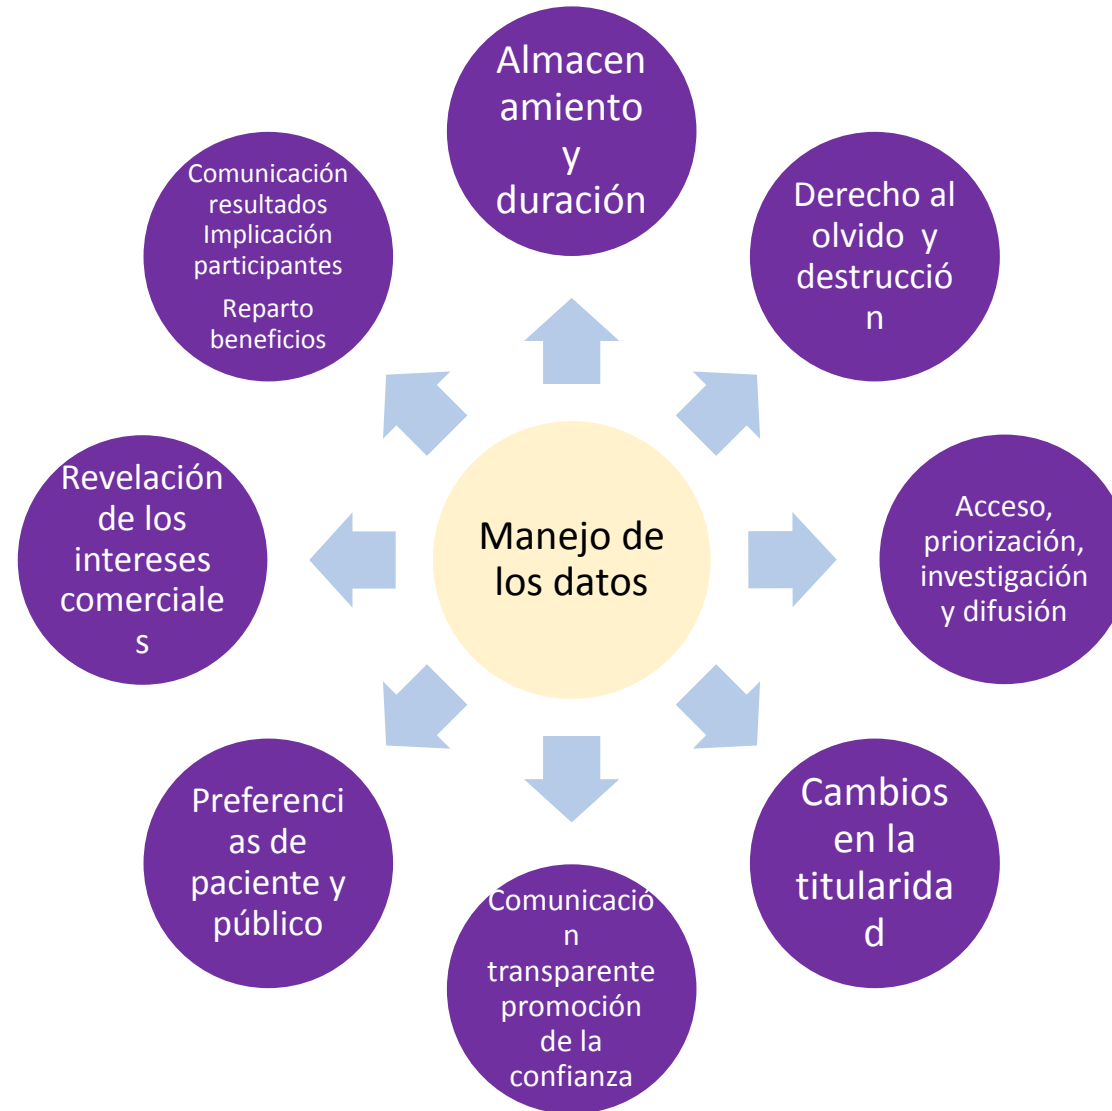 Almacen
amiento
y
duración
Derecho al
olvido y
destrucció
n
Acceso,
priorización,
investigación
y difusión
Cambios
en la
titularida
d
Comunicació
n
transparente
promoción
de la
confianza
Preferenci
as de
paciente y
público
Revelación
de los
intereses
comerciale
s
Comunicación
resultados
Implicación
participantes
Reparto
beneficios
Manejo de
los datos